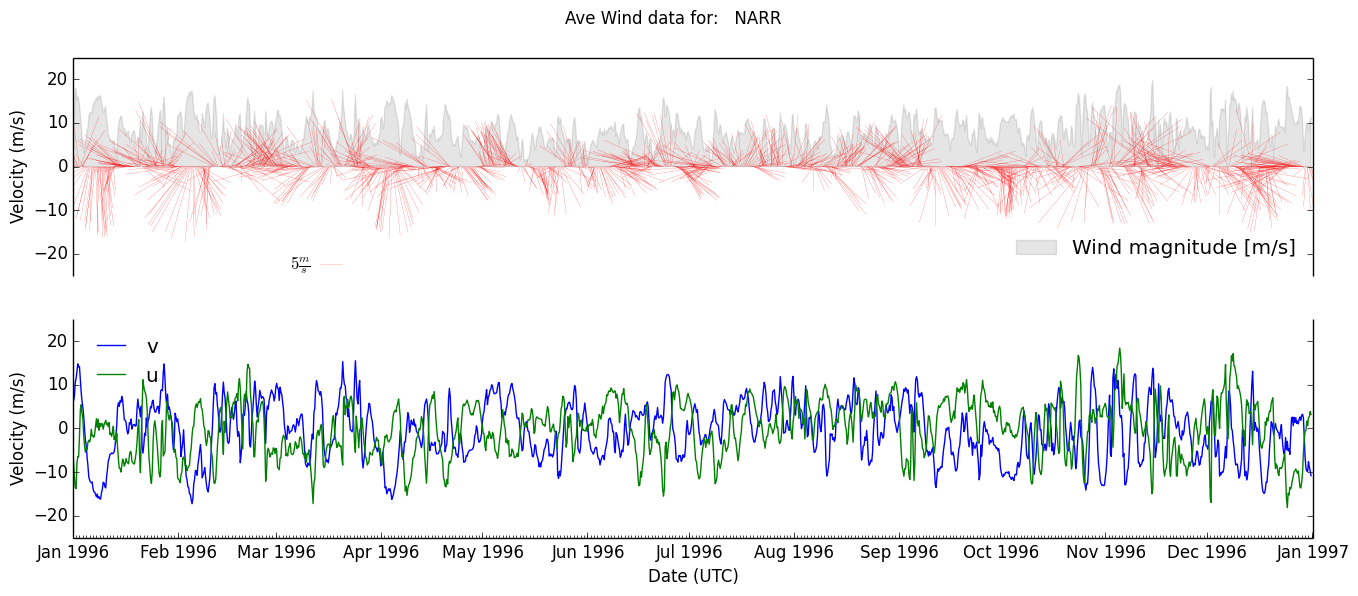 Ave Wind data for:   NARR
Velocity (m/s)
20
10
0
−10
−20
5 m/s
Wind magnitude [m/s]
Velocity (m/s)
20
10
0
−10
−20
v
u
Jan 1996 Feb 1996 Mar 1996 Apr 1996 May 1996 Jun 1996 Jul 1996 Aug 1996 Sep 1996 Oct 1996 Nov 1996 Dec 1996 Jan 1997
Date (UTC)